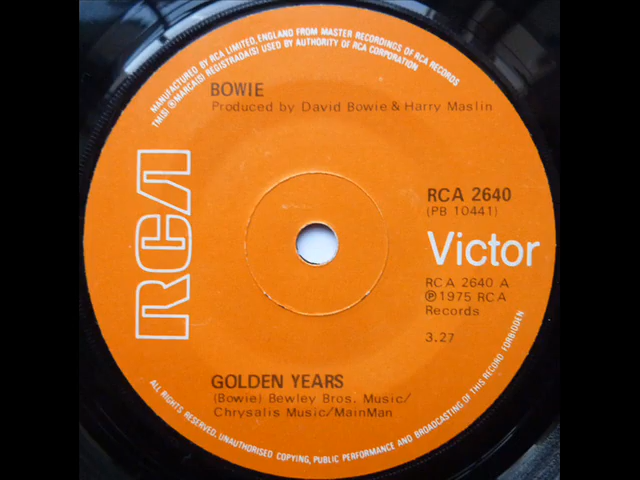 MANUFACTURED BY RCA LIMITED, ENGLAND FROM MASTER RECORDINGS OF RCA RECORDS
TM(S) ® MARCA(S) REGISTRADA(S) USED BY AUTHORITY OF RCA CORPORATION
BOWIE
Produced by David Bowie & Harry Maslin
RCA
RCA 2640
(PB 10441)
Victor
RCA 2640 A
℗ 1975 RCA
Records
3.27
GOLDEN YEARS
(Bowie) Bewley Bros. Music/
Chrysalis Music/MainMan
ALL RIGHTS RESERVED. UNAUTHORISED COPYING, PUBLIC PERFORMANCE AND BROADCASTING OF THIS RECORD FORBIDDEN